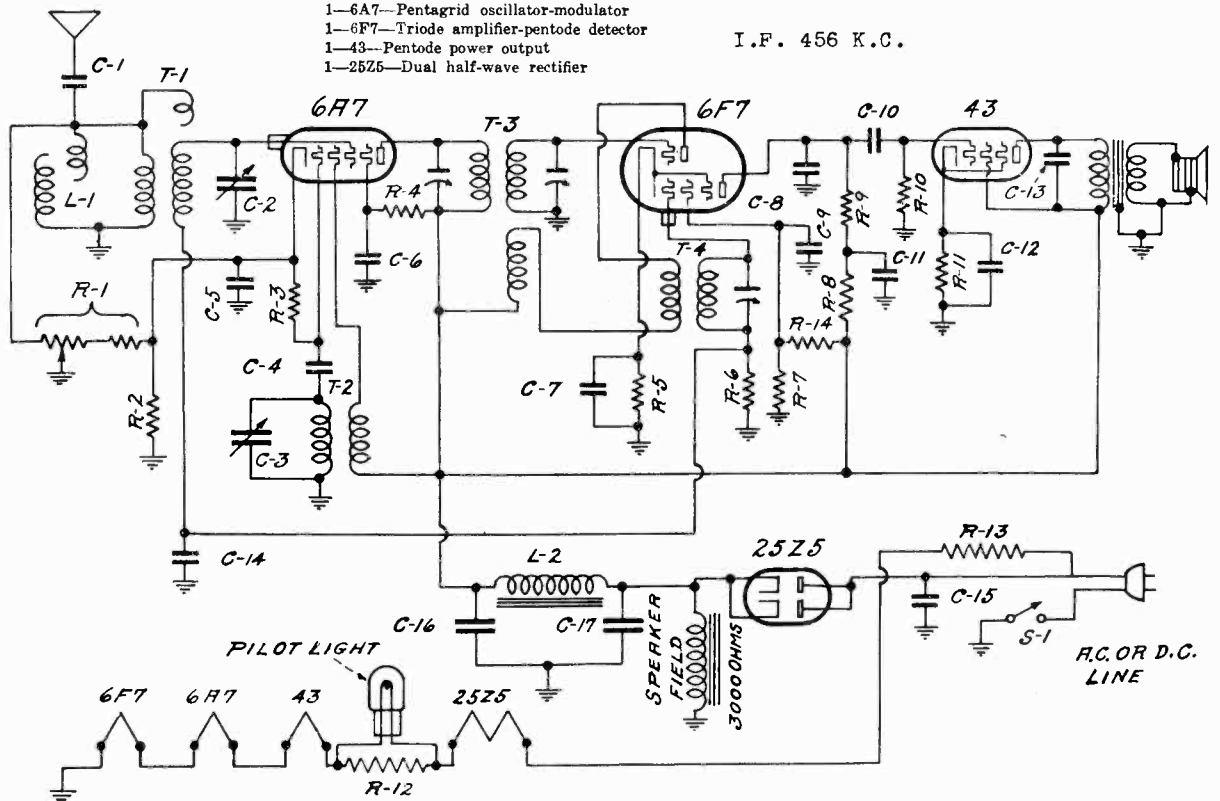 1—6A7—Pentagrid oscillator-modulator
1—6F7—Triode amplifier-pentode detector
1—43—Pentode power output
1—25Z5—Dual half-wave rectifier
I.F. 456 K.C.
C-1
T-1
6A7
T-3
6F7
C-10
43
L-1
C-2
R-4
C-8
C-9
R-9
R-10
C-13
C-6
T-4
C-11
R-11
C-12
R-1
C-5
R-3
R-8
R-14
C-4
T-2
C-7
R-5
R-6
R-7
R-2
C-3
C-14
L-2
25Z5
R-13
C-16
C-17
SPEAKER
FIELD
3000 OHMS
C-15
S-1
A.C. OR D.C.
LINE
PILOT LIGHT
6F7
6A7
43
25Z5
R-12